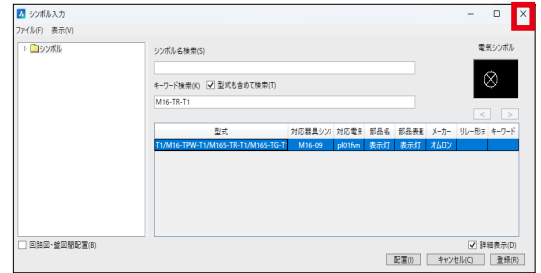 シンボル入力
ファイル(F) 表示(V)
シンボル
シンボル名検索(S)
電気シンボル
キーワード検索(K) 型式も含めて検索(T)
M16-TR-T1
< >
型式 対応器具シン 対応電気 部品名 部品表記 メーカー リレー形式 キーワード
T1/M16-TPW-T1/M165-TR-T1/M165-TG-T M16-09 pl01fvn 表示灯 表示灯 オムロン
回路図・盤図間配置(B)
詳細表示(D)
配置(I) キャンセル(C) 登録(R)